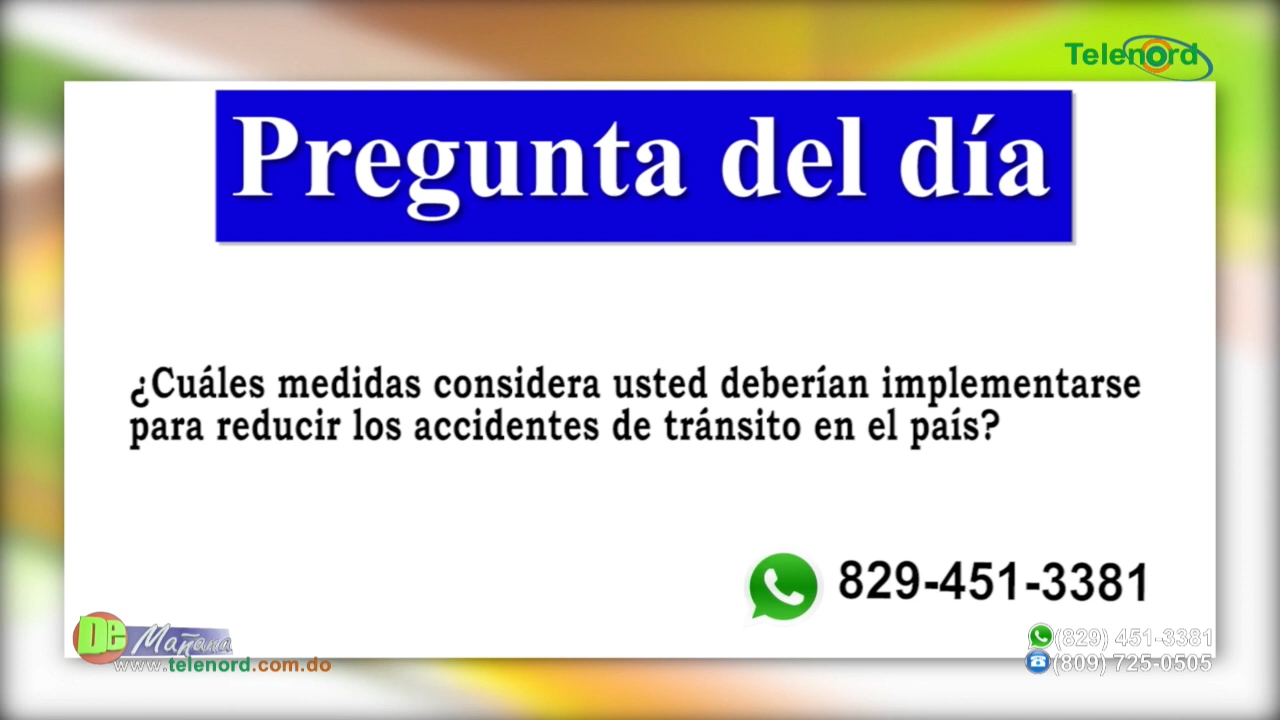 Telenord
Pregunta del día
¿Cuáles medidas considera usted deberían implementarse
para reducir los accidentes de tránsito en el país?
829-451-3381
De Mañana
www.telenord.com.do
(829) 451-3381
(809) 725-0505